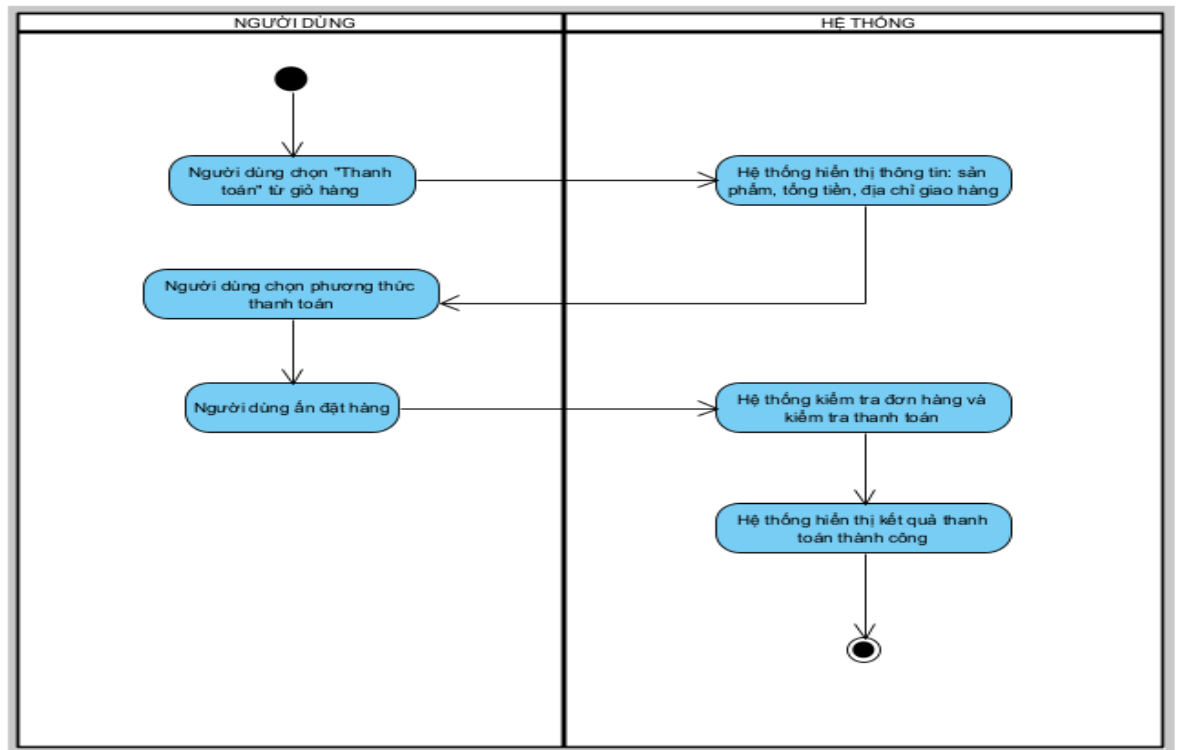 NGƯỜI DÙNG
HỆ THỐNG
Người dùng chọn "Thanh
toán" từ giỏ hàng
Hệ thống hiển thị thông tin: sản
phẩm, tổng tiền, địa chỉ giao hàng
Người dùng chọn phương thức
thanh toán
Người dùng ấn đặt hàng
Hệ thống kiểm tra đơn hàng và
kiểm tra thanh toán
Hệ thống hiển thị kết quả thanh
toán thành công